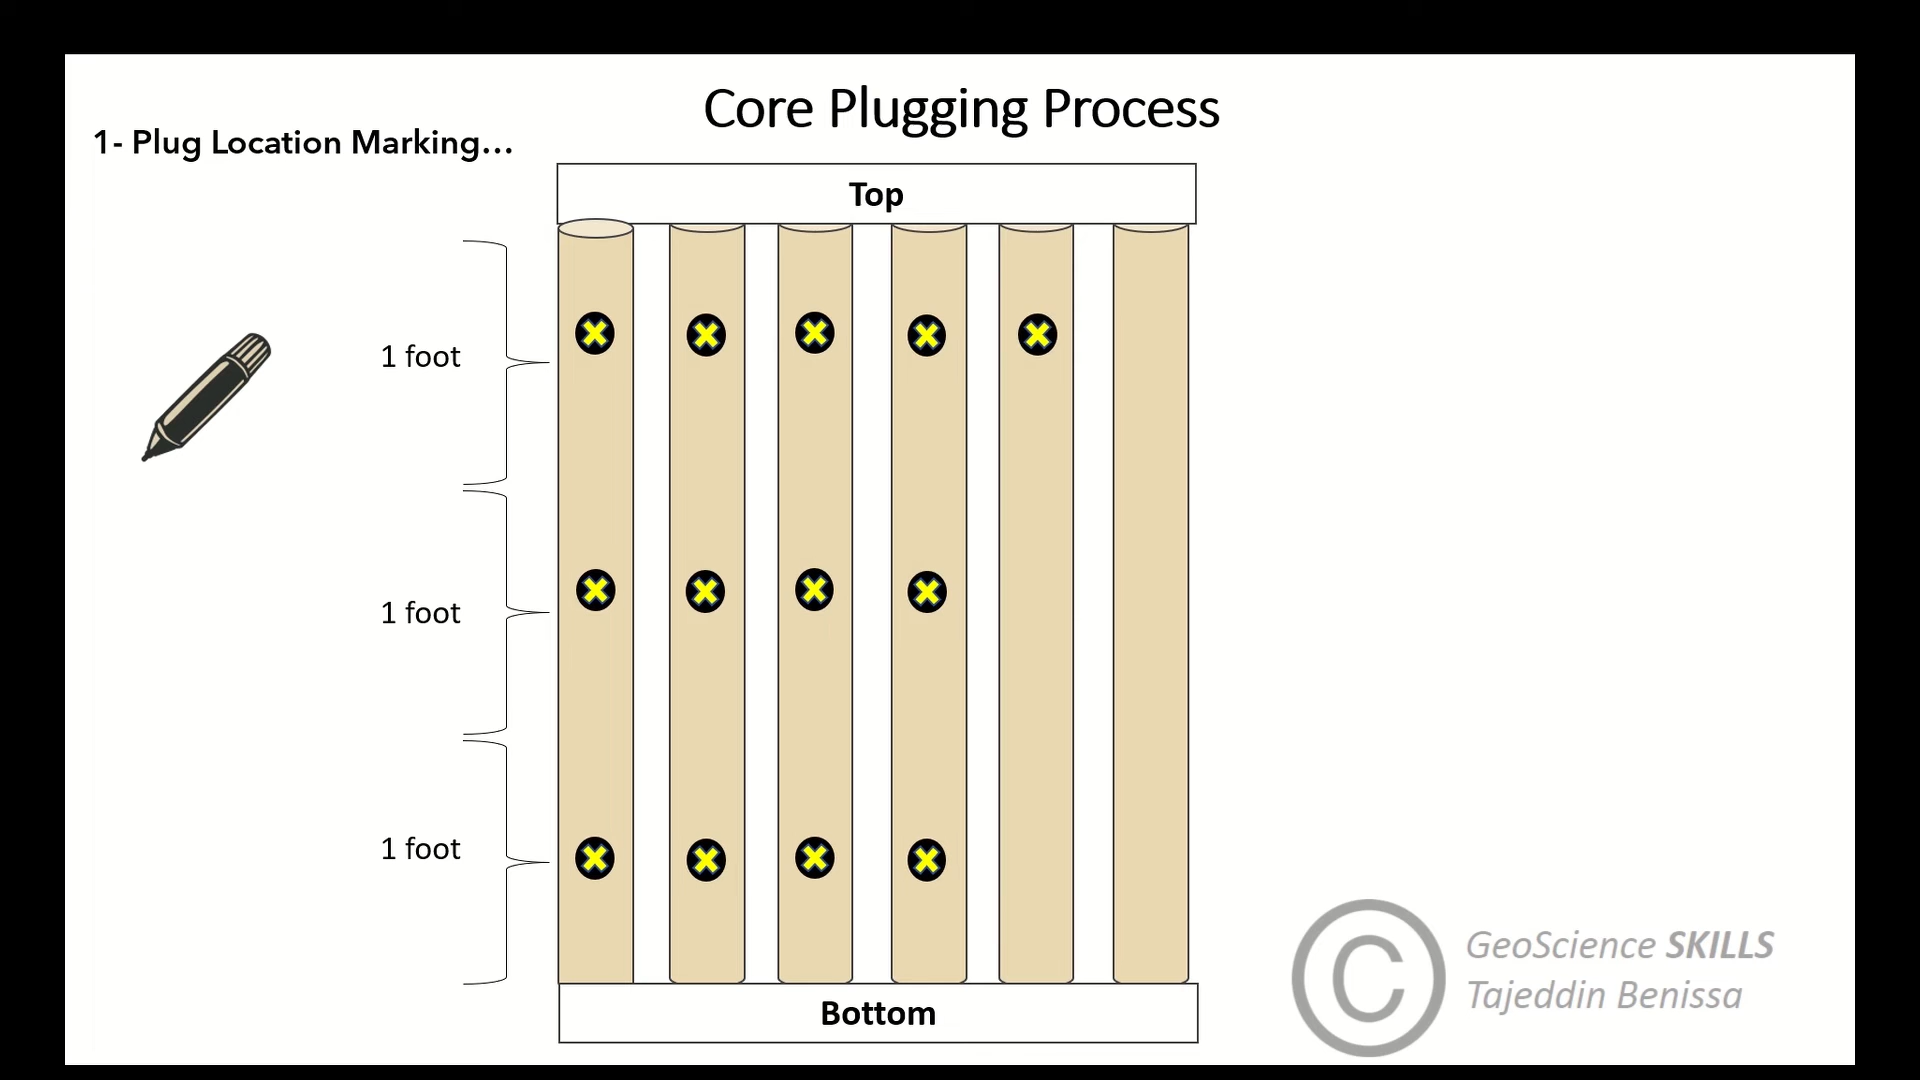 Core Plugging Process
1- Plug Location Marking…
Top
1 foot
1 foot
1 foot
Bottom
© GeoScience SKILLS
Tajeddin Benissa